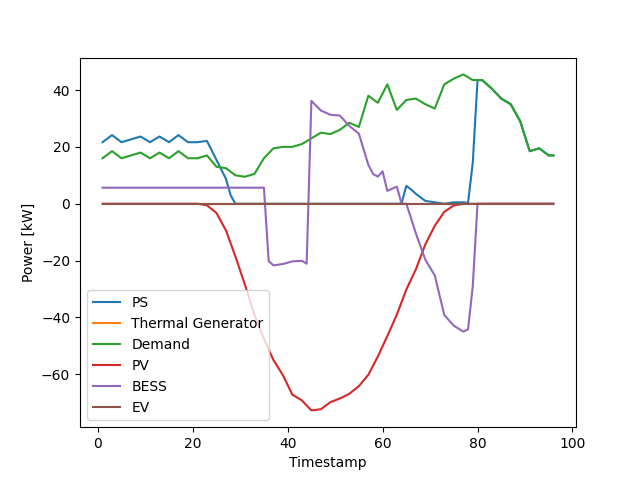 40
20
0
−20
−40
−60
Power [kW]
PS
Thermal Generator
Demand
PV
BESS
EV
0 20 40 60 80 100
Timestamp